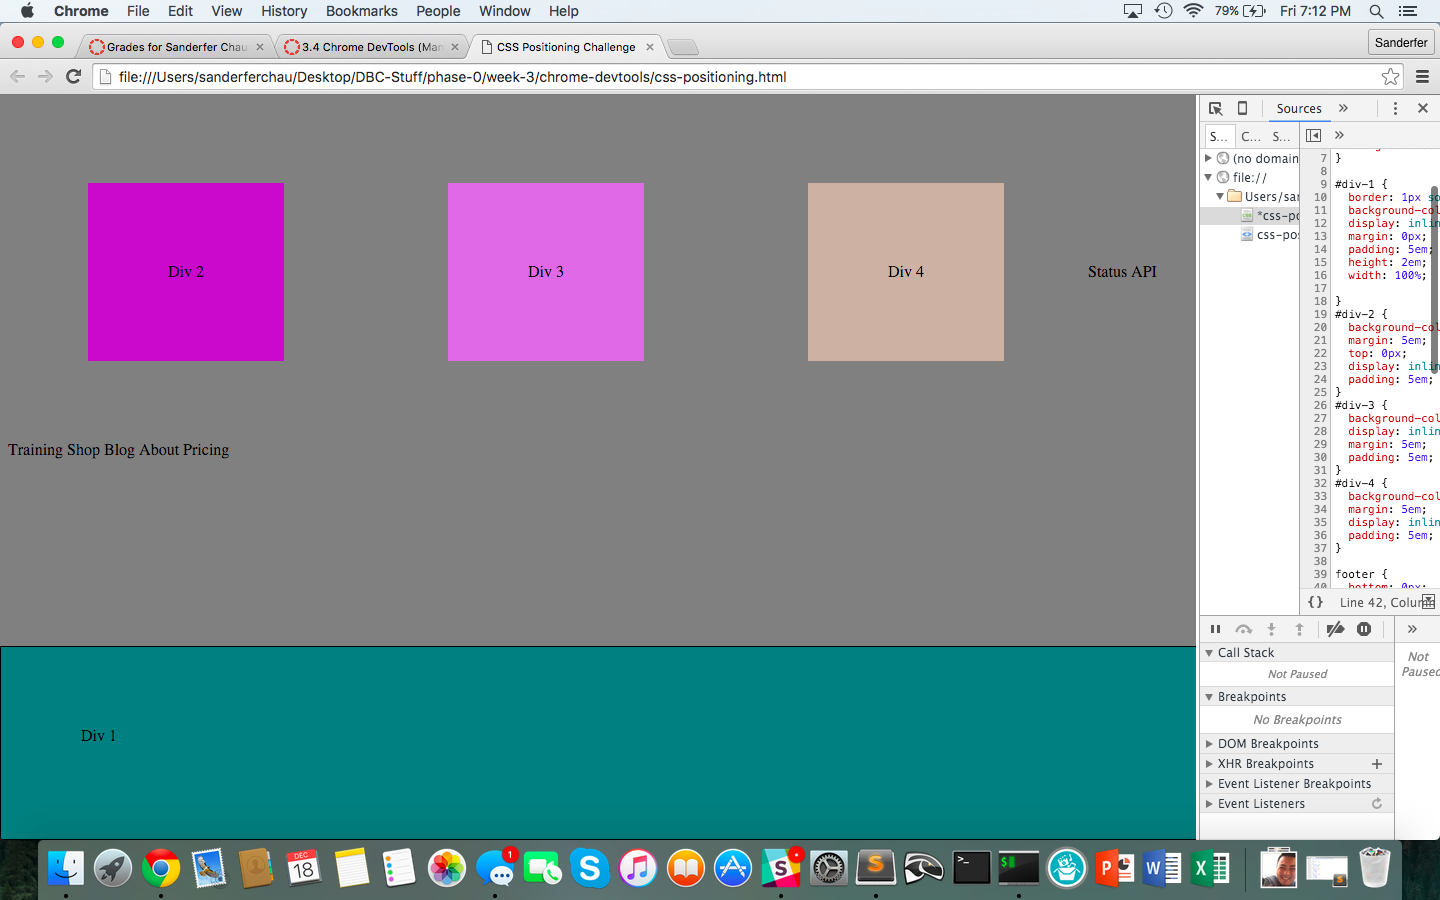 Chrome File Edit View History Bookmarks People Window Help 79% Fri 7:12 PM
Grades for Sanderfer Chau 3.4 Chrome DevTools (Man CSS Positioning Challenge Sanderfer
file:///Users/sanderferchau/Desktop/DBC-Stuff/phase-0/week-3/chrome-devtools/css-positioning.html
Div 2
Div 3
Div 4
Status API
Training Shop Blog About Pricing
Div 1
Sources »
S... C... S... »
(no domain
file://
Users/sar
*css-po
css-pos
7 }
8
9 #div-1 {
10 border: 1px so
11 background-col
12 display: inlin
13 margin: 0px;
14 padding: 5em;
15 height: 2em;
16 width: 100%;
17
18 }
19 #div-2 {
20 background-col
21 margin: 5em;
22 top: 0px;
23 display: inlin
24 padding: 5em;
25 }
26 #div-3 {
27 background-col
28 display: inlin
29 margin: 5em;
30 padding: 5em;
31 }
32 #div-4 {
33 background-col
34 margin: 5em;
35 display: inlin
36 padding: 5em;
37 }
38
39 footer {
40 bottom: 0px;
{} Line 42, Column
»
Call Stack
Not Paused
Breakpoints
No Breakpoints
DOM Breakpoints
XHR Breakpoints +
Event Listener Breakpoints
Event Listeners
Not
Paused
DEC
18
1